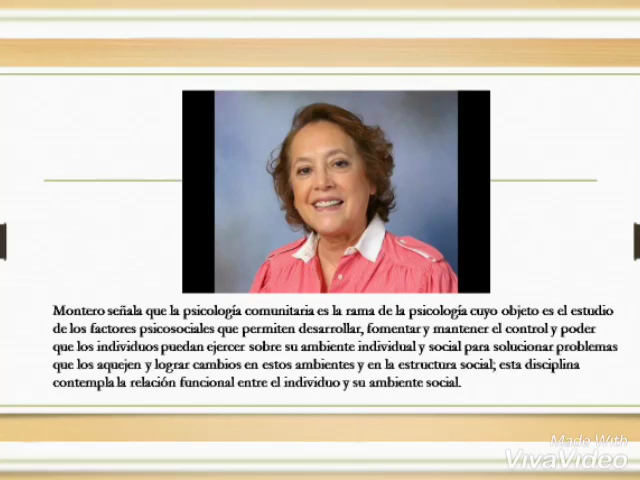 Montero señala que la psicología comunitaria es la rama de la psicología cuyo objeto es el estudio
de los factores psicosociales que permiten desarrollar, fomentar y mantener el control y poder
que los individuos puedan ejercer sobre su ambiente individual y social para solucionar problemas
que los aquejen y lograr cambios en estos ambientes y en la estructura social; esta disciplina
contempla la relación funcional entre el individuo y su ambiente social.
Made With
VivaVideo